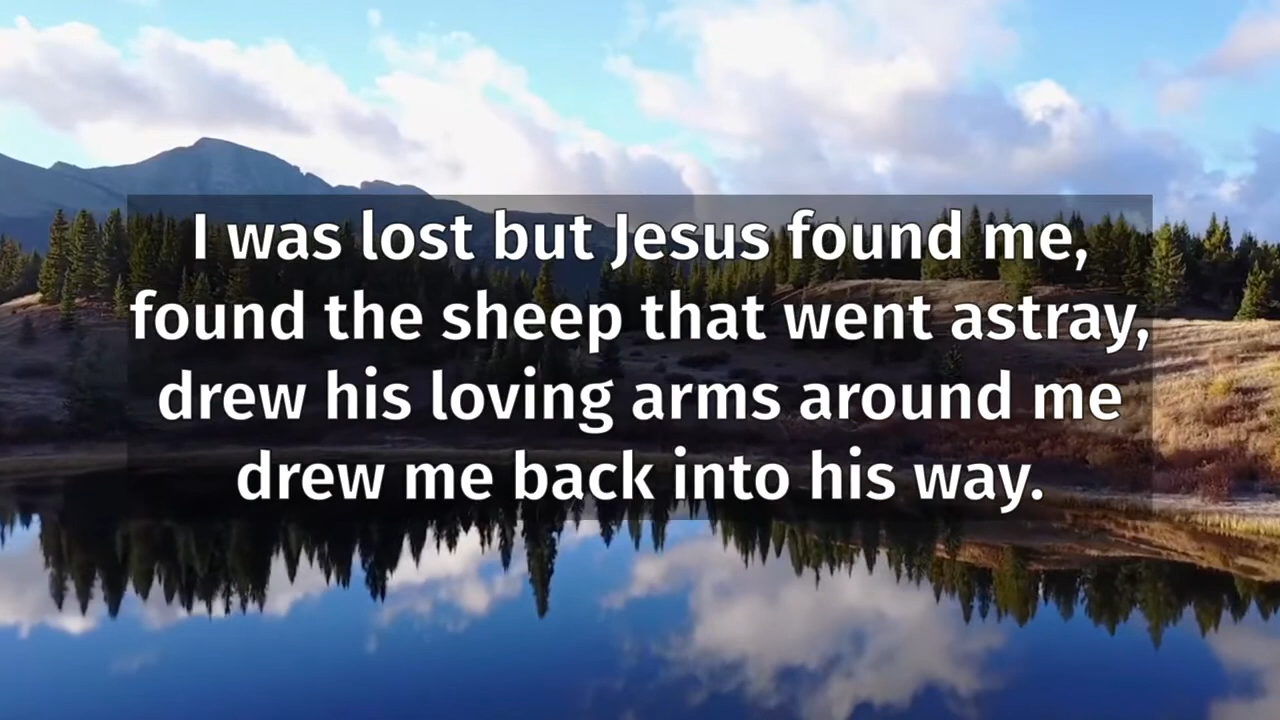 I was lost but Jesus found me,
found the sheep that went astray,
drew his loving arms around me
drew me back into his way.